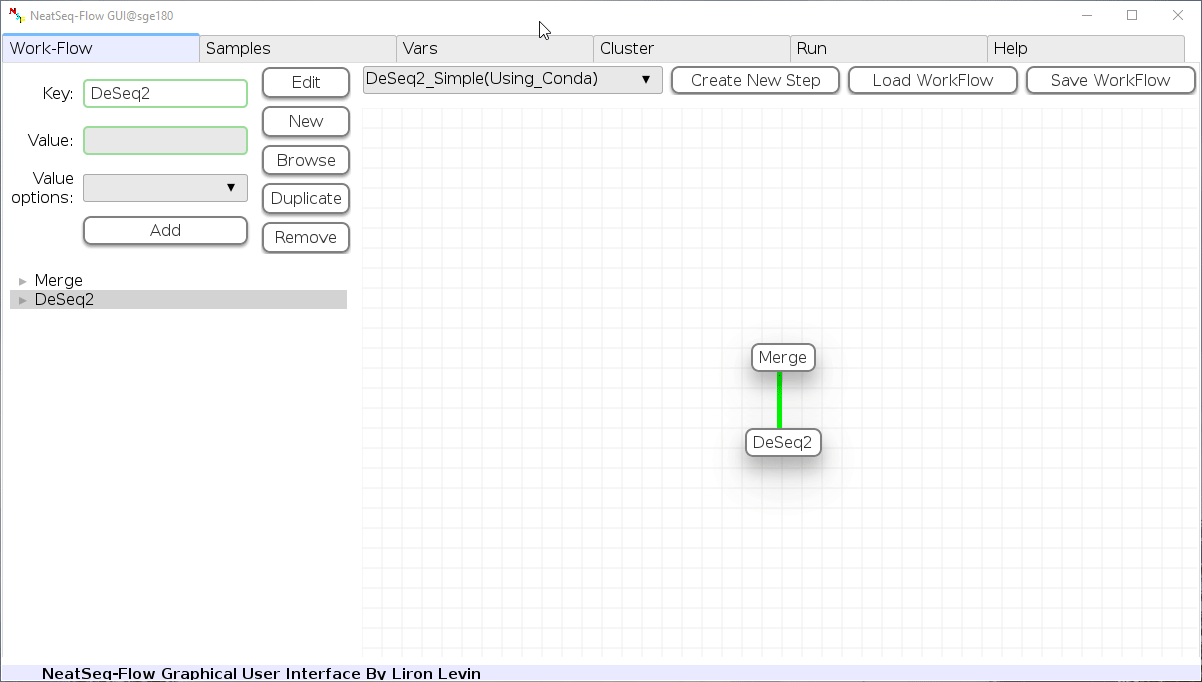 NeatSeq-Flow GUI@sge180
Work-Flow Samples Vars Cluster Run Help
Key: DeSeq2 Edit DeSeq2_Simple(Using_Conda) Create New Step Load WorkFlow Save WorkFlow
New
Value:
Browse
Value
options:
Duplicate
Add
Remove
Merge
DeSeq2
Merge
DeSeq2
NeatSeq-Flow Graphical User Interface By Liron Levin